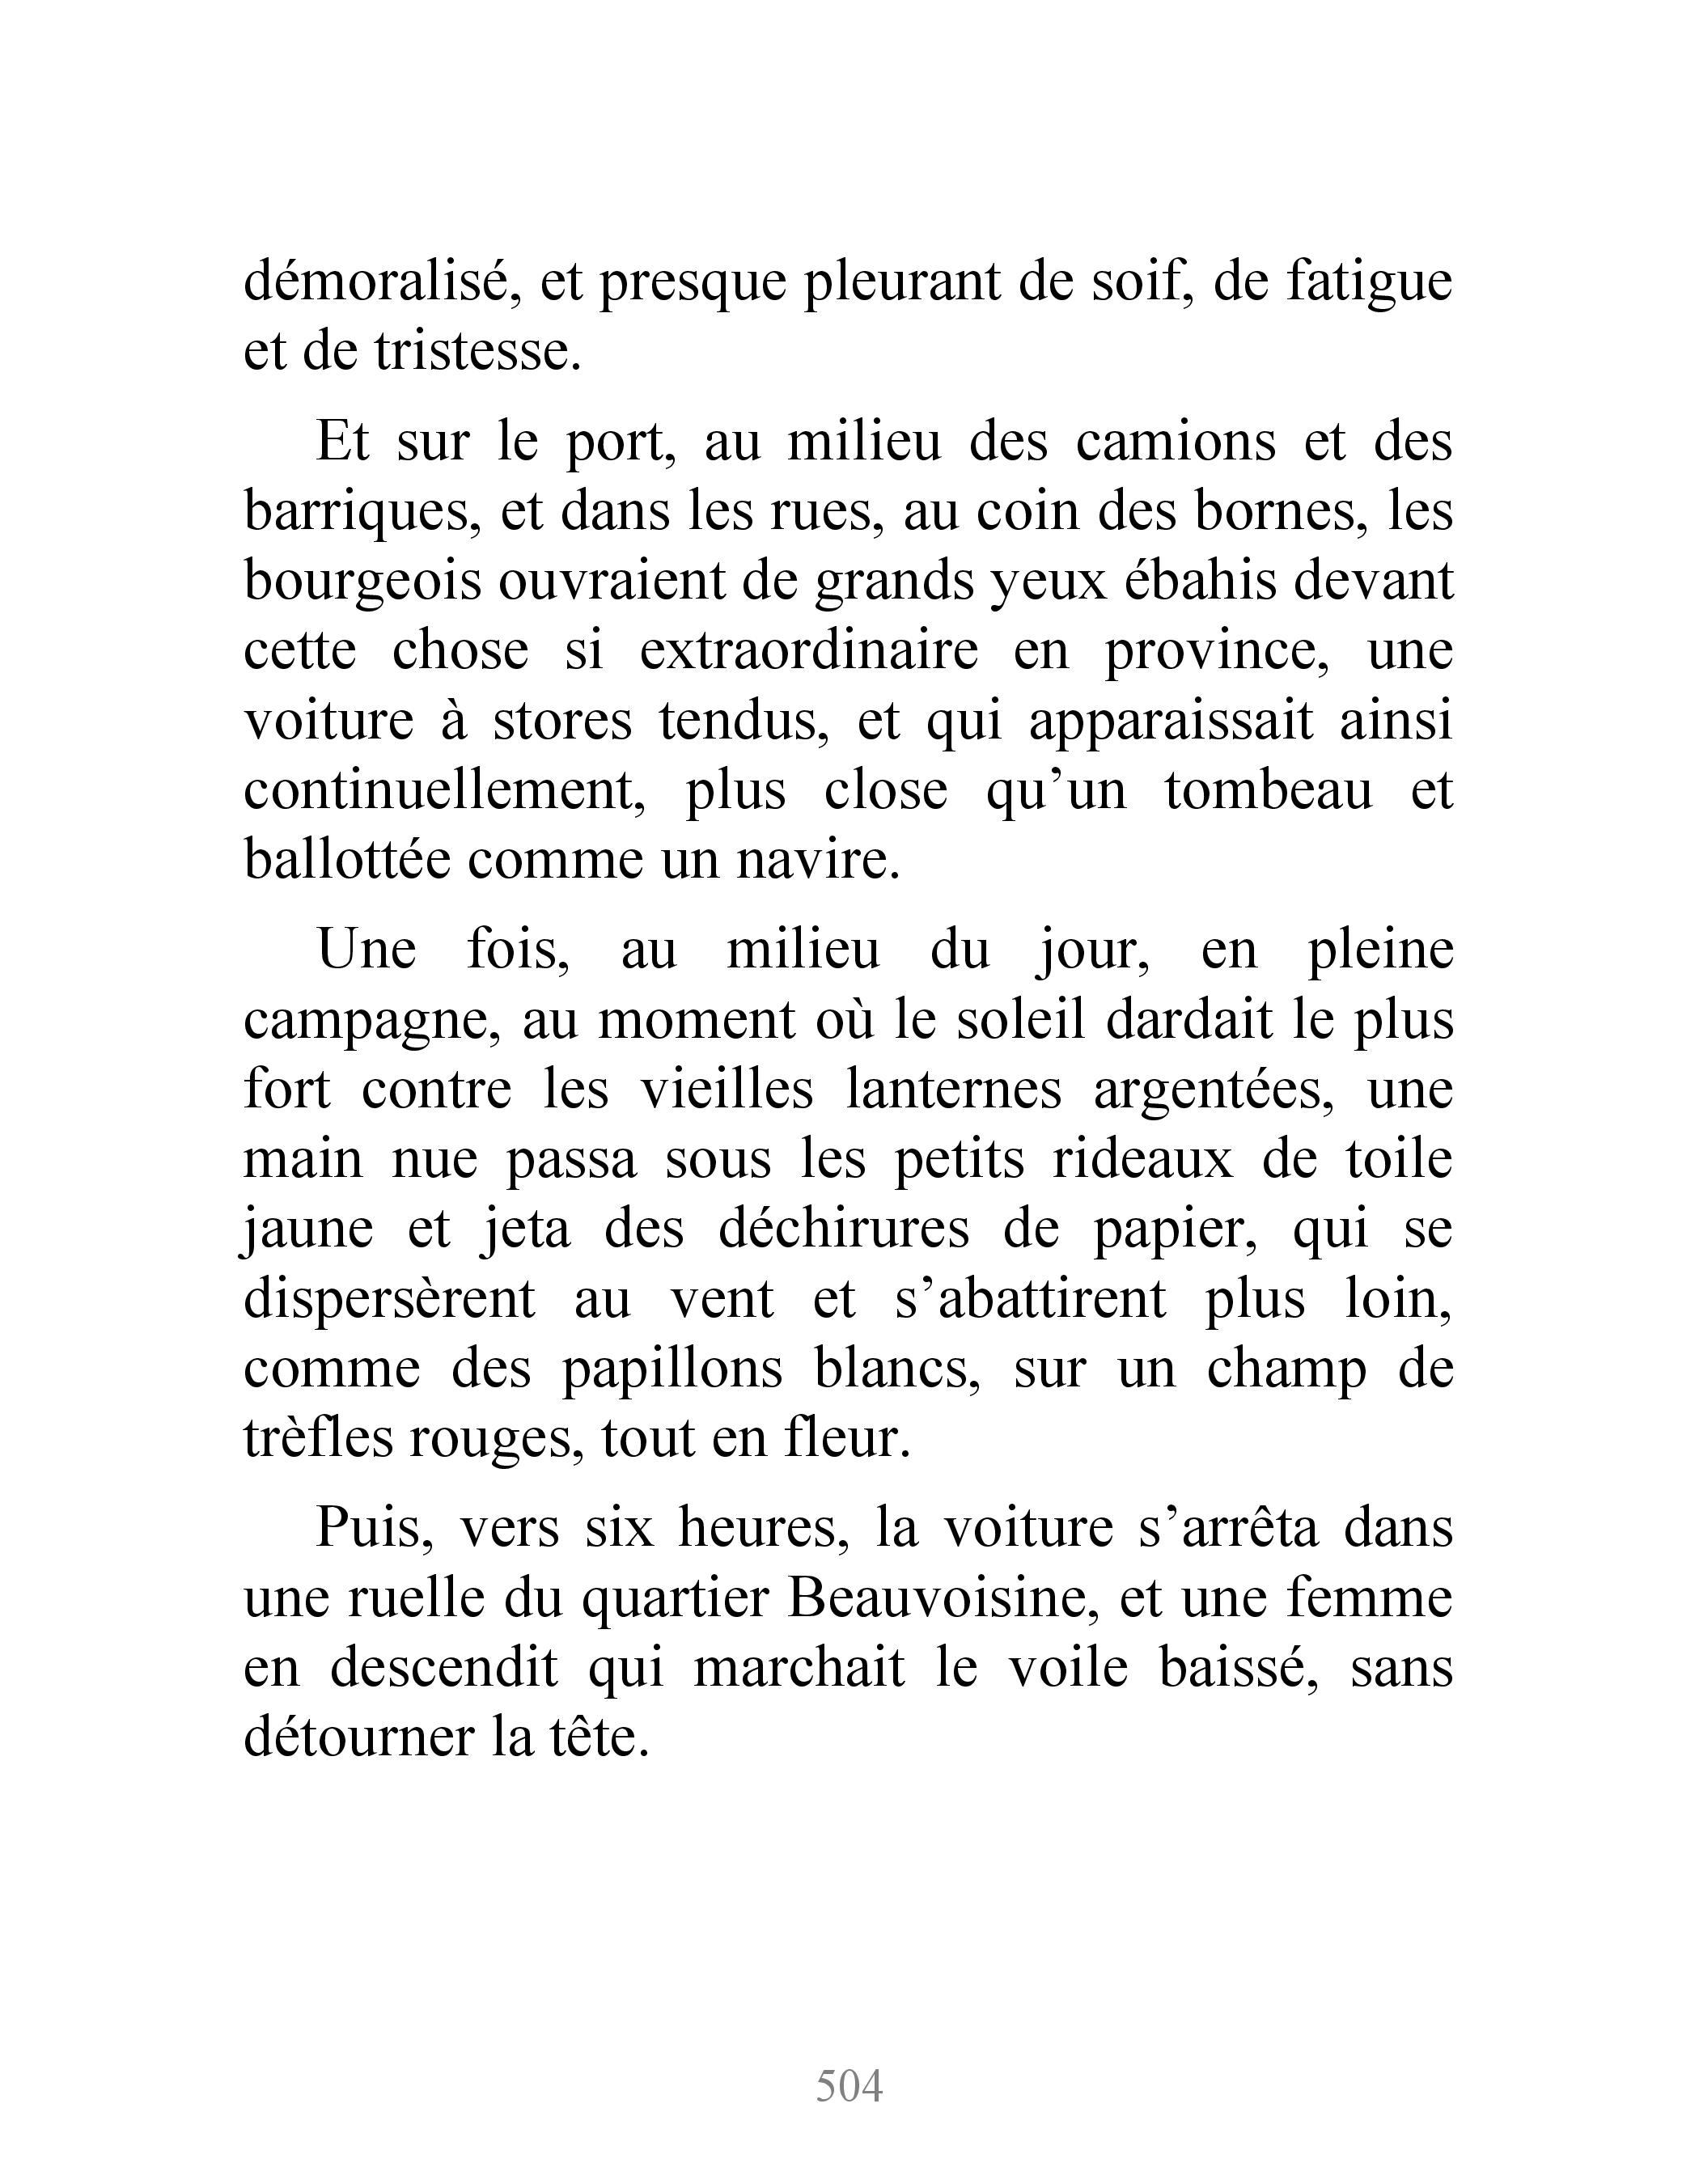 démoralisé, et presque pleurant de soif, de fatigue
et de tristesse.
Et sur le port, au milieu des camions et des
barriques, et dans les rues, au coin des bornes, les
bourgeois ouvraient de grands yeux ébahis devant
cette chose si extraordinaire en province, une
voiture à stores tendus, et qui apparaissait ainsi
continuellement, plus close qu’un tombeau et
ballottée comme un navire.
Une fois, au milieu du jour, en pleine
campagne, au moment où le soleil dardait le plus
fort contre les vieilles lanternes argentées, une
main nue passa sous les petits rideaux de toile
jaune et jeta des déchirures de papier, qui se
dispersèrent au vent et s’abattirent plus loin,
comme des papillons blancs, sur un champ de
trèfles rouges, tout en fleur.
Puis, vers six heures, la voiture s’arrêta dans
une ruelle du quartier Beauvoisine, et une femme
en descendit qui marchait le voile baissé, sans
détourner la tête.
504